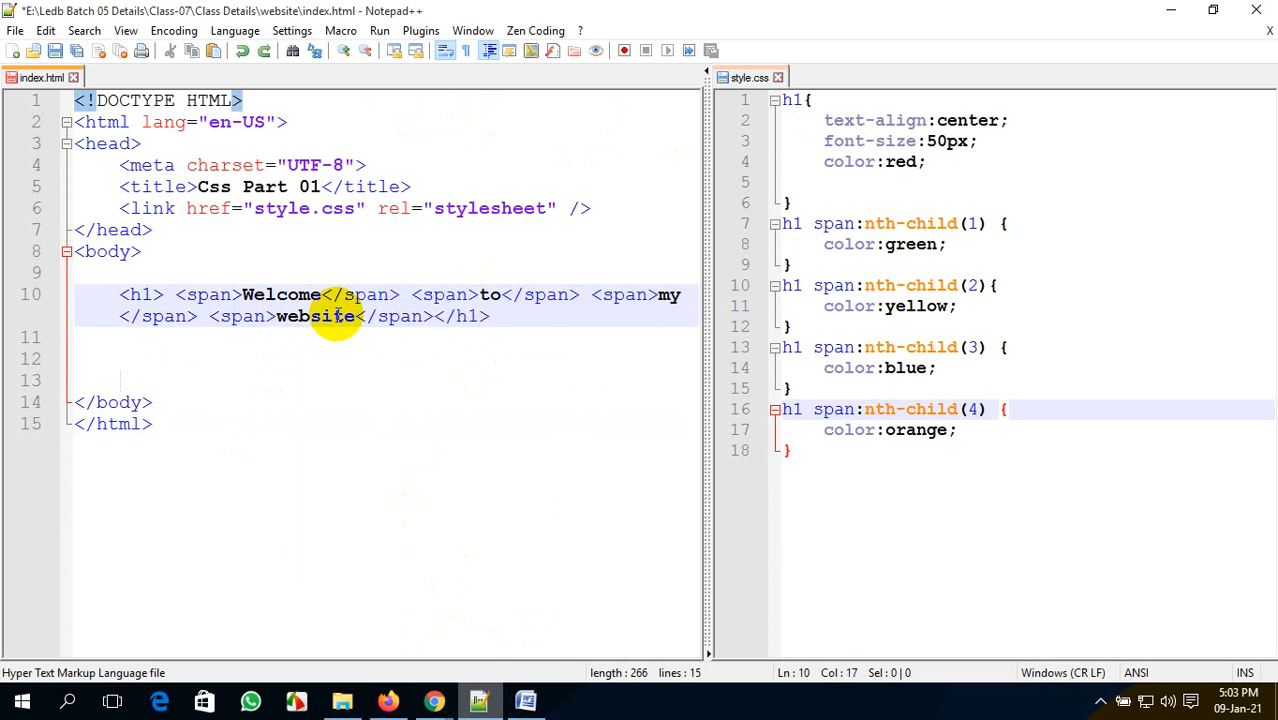 *E:\Ledb Batch 05 Details\Class-07\Class Details\website\index.html - Notepad++
File Edit Search View Encoding Language Settings Macro Run Plugins Window Zen Coding ? X
index.html
1 <!DOCTYPE HTML>
2 <html lang="en-US">
3 <head>
4 <meta charset="UTF-8">
5 <title>Css Part 01</title>
6 <link href="style.css" rel="stylesheet" />
7 </head>
8 <body>
9
10 <h1> <span>Welcome</span> <span>to</span> <span>my
</span> <span>website</span></h1>
11
12
13
14 </body>
15 </html>
style.css
1 h1{
2 text-align:center;
3 font-size:50px;
4 color:red;
5
6 }
7 h1 span:nth-child(1) {
8 color:green;
9 }
10 h1 span:nth-child(2){
11 color:yellow;
12 }
13 h1 span:nth-child(3) {
14 color:blue;
15 }
16 h1 span:nth-child(4) {
17 color:orange;
18 }
Hyper Text Markup Language file length : 266 lines : 15 Ln : 10 Col : 17 Sel : 0 | 0 Windows (CR LF) ANSI INS
5:03 PM
09-Jan-21